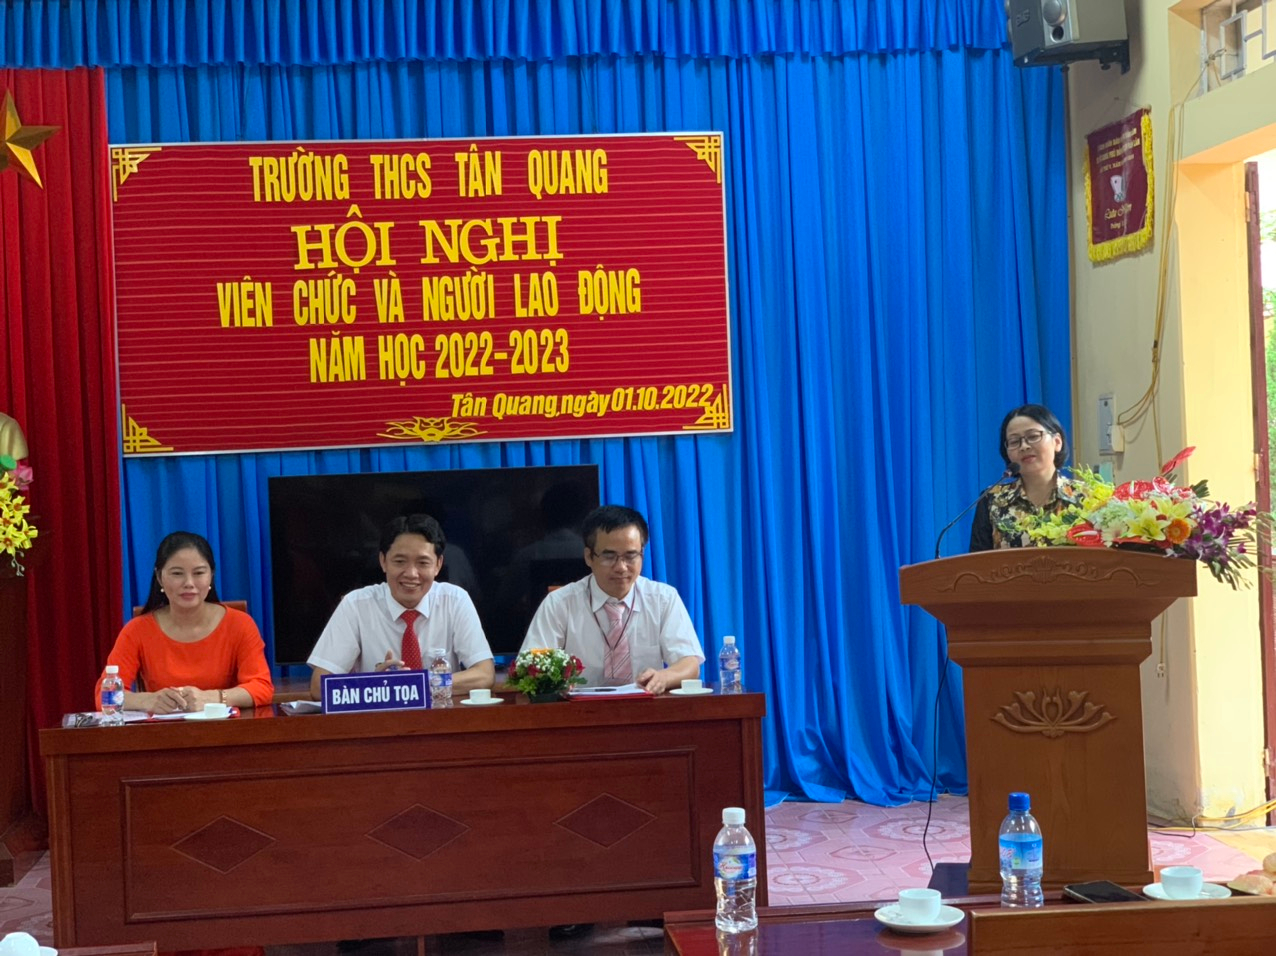 TRƯỜNG THCS TÂN QUANG
HỘI NGHỊ
VIÊN CHỨC VÀ NGƯỜI LAO ĐỘNG
NĂM HỌC 2022-2023
Tân Quang, ngày 01.10.2022
BÀN CHỦ TỌA